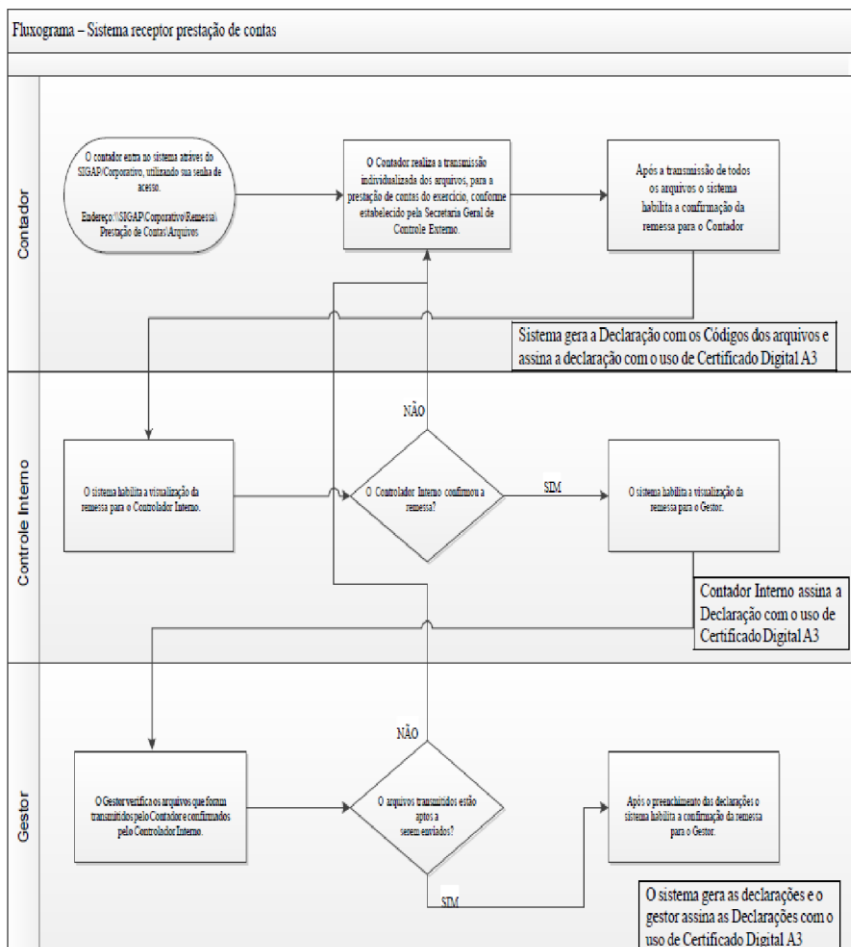 Fluxograma – Sistema receptor prestação de contas
Contador
O contador entra no sistema atráves do
SIGAP/Corporativo, utilizando sua senha de
acesso.
Endereço:\\SIGAP\Corporativo\Remessa\
Prestação de Contas\Arquivos
O Contador realiza a transmissão
individualizada dos arquivos, para a
prestação de contas do exercício, conforme
estabelecido pela Secretaria Geral de
Controle Externo.
Após a transmissão de todos
os arquivos o sistema
habilita a confirmação da
remessa para o Contador
Sistema gera a Declaração com os Códigos dos arquivos e
assina a declaração com o uso de Certificado Digital A3
Controle Interno
O sistema habilita a visualização da
remessa para o Controlador Interno.
NÃO
O Controlador Interno confirmou a
remessa?
SIM
O sistema habilita a visualização da
remessa para o Gestor.
Contador Interno assina a
Declaração com o uso de
Certificado Digital A3
Gestor
O Gestor verifica os arquivos que foram
transmitidos pelo Contador e confirmados
pelo Controlador Interno.
NÃO
O arquivos transmitidos estão
aptos a
serem enviados?
SIM
Após o preenchimento das declarações o
sistema habilita a confirmação da remessa
para o Gestor.
O sistema gera as declarações e o
gestor assina as Declarações com o
uso de Certificado Digital A3